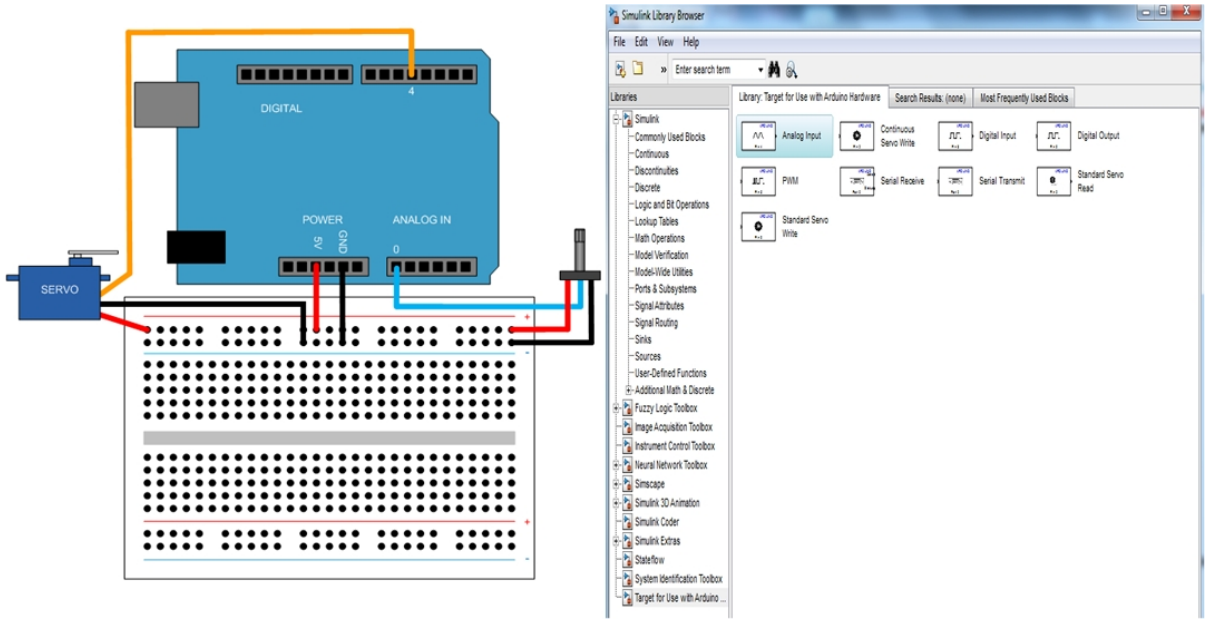 4
DIGITAL
POWER
ANALOG IN
5V
GND
0
SERVO
+
-
+
-
Simulink Library Browser
File Edit View Help
» Enter search term
Libraries
Library: Target for Use with Arduino Hardware
Search Results: (none)
Most Frequently Used Blocks
Simulink
Commonly Used Blocks
Continuous
Discontinuities
Discrete
Logic and Bit Operations
Lookup Tables
Math Operations
Model Verification
Model-Wide Utilities
Ports & Subsystems
Signal Attributes
Signal Routing
Sinks
Sources
User-Defined Functions
Additional Math & Discrete
Fuzzy Logic Toolbox
Image Acquisition Toolbox
Instrument Control Toolbox
Neural Network Toolbox
Simscape
Simulink 3D Animation
Simulink Coder
Simulink Extras
Stateflow
System Identification Toolbox
Target for Use with Arduino ...
Analog Input
Continuous
Servo Write
Digital Input
Digital Output
PWM
Serial Receive
Serial Transmit
Standard Servo
Read
Standard Servo
Write